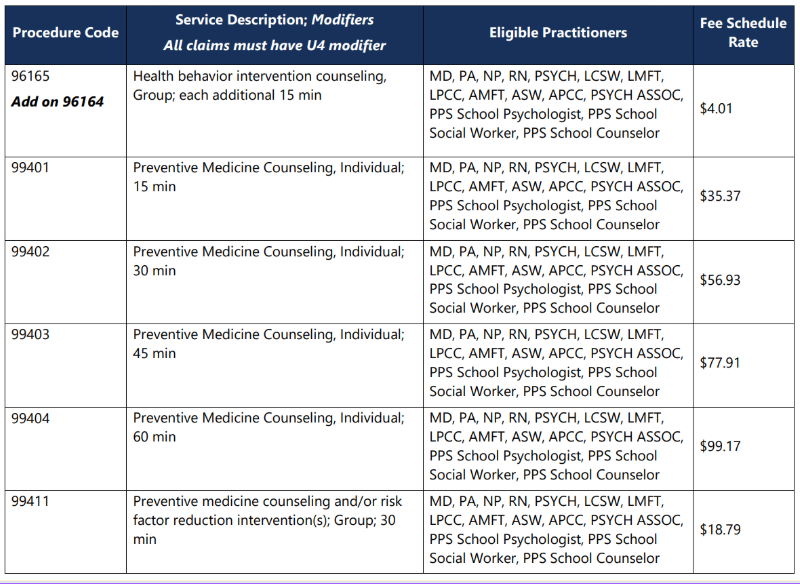 Procedure Code
Service Description; Modifiers
All claims must have U4 modifier
Eligible Practitioners
Fee Schedule
Rate
96165
Add on 96164
Health behavior intervention counseling,
Group; each additional 15 min
MD, PA, NP, RN, PSYCH, LCSW, LMFT,
LPCC, AMFT, ASW, APCC, PSYCH ASSOC,
PPS School Psychologist, PPS School
Social Worker, PPS School Counselor
$4.01
99401
Preventive Medicine Counseling, Individual;
15 min
MD, PA, NP, RN, PSYCH, LCSW, LMFT,
LPCC, AMFT, ASW, APCC, PSYCH ASSOC,
PPS School Psychologist, PPS School
Social Worker, PPS School Counselor
$35.37
99402
Preventive Medicine Counseling, Individual;
30 min
MD, PA, NP, RN, PSYCH, LCSW, LMFT,
LPCC, AMFT, ASW, APCC, PSYCH ASSOC,
PPS School Psychologist, PPS School
Social Worker, PPS School Counselor
$56.93
99403
Preventive Medicine Counseling, Individual;
45 min
MD, PA, NP, RN, PSYCH, LCSW, LMFT,
LPCC, AMFT, ASW, APCC, PSYCH ASSOC,
PPS School Psychologist, PPS School
Social Worker, PPS School Counselor
$77.91
99404
Preventive Medicine Counseling, Individual;
60 min
MD, PA, NP, RN, PSYCH, LCSW, LMFT,
LPCC, AMFT, ASW, APCC, PSYCH ASSOC,
PPS School Psychologist, PPS School
Social Worker, PPS School Counselor
$99.17
99411
Preventive medicine counseling and/or risk
factor reduction intervention(s); Group; 30
min
MD, PA, NP, RN, PSYCH, LCSW, LMFT,
LPCC, AMFT, ASW, APCC, PSYCH ASSOC,
PPS School Psychologist, PPS School
Social Worker, PPS School Counselor
$18.79